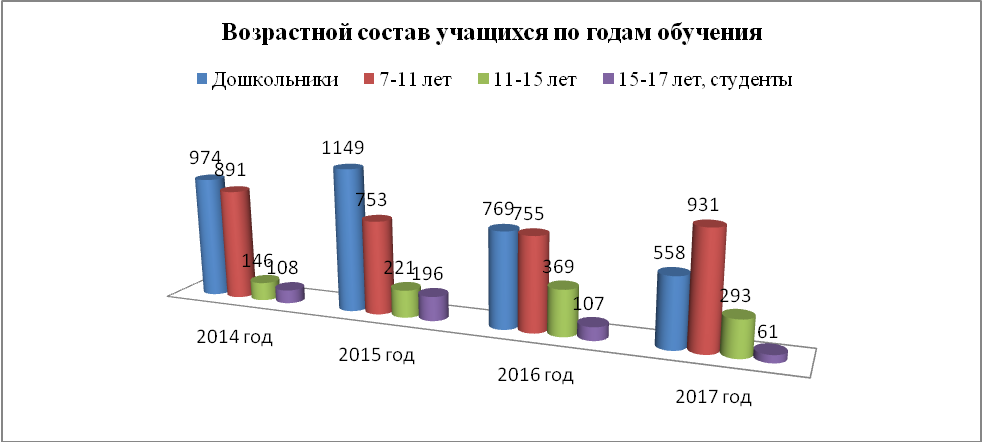 Возрастной состав учащихся по годам обучения
Дошкольники 7-11 лет 11-15 лет 15-17 лет, студенты
974 891 146 108
1149 753 221 196
769 755 369 107
558 931 293 61
2014 год
2015 год
2016 год
2017 год